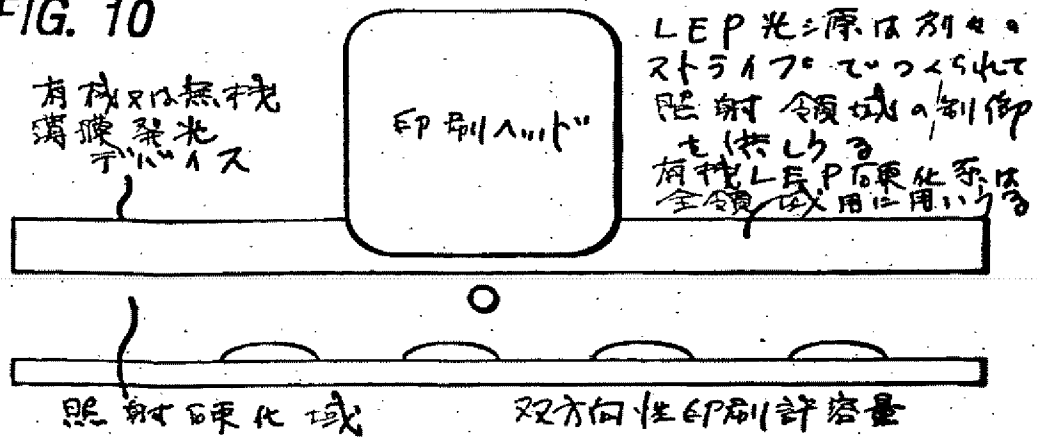 FIG. 10
有機又は無機
薄膜発光
デバイス
印刷ヘッド
LEP光源は別々の
ストライプでつくられて
照射領域の制御
を供しうる
有機LEP硬化系は
全領域用に用いうる
照射硬化域
双方向性印刷許容量